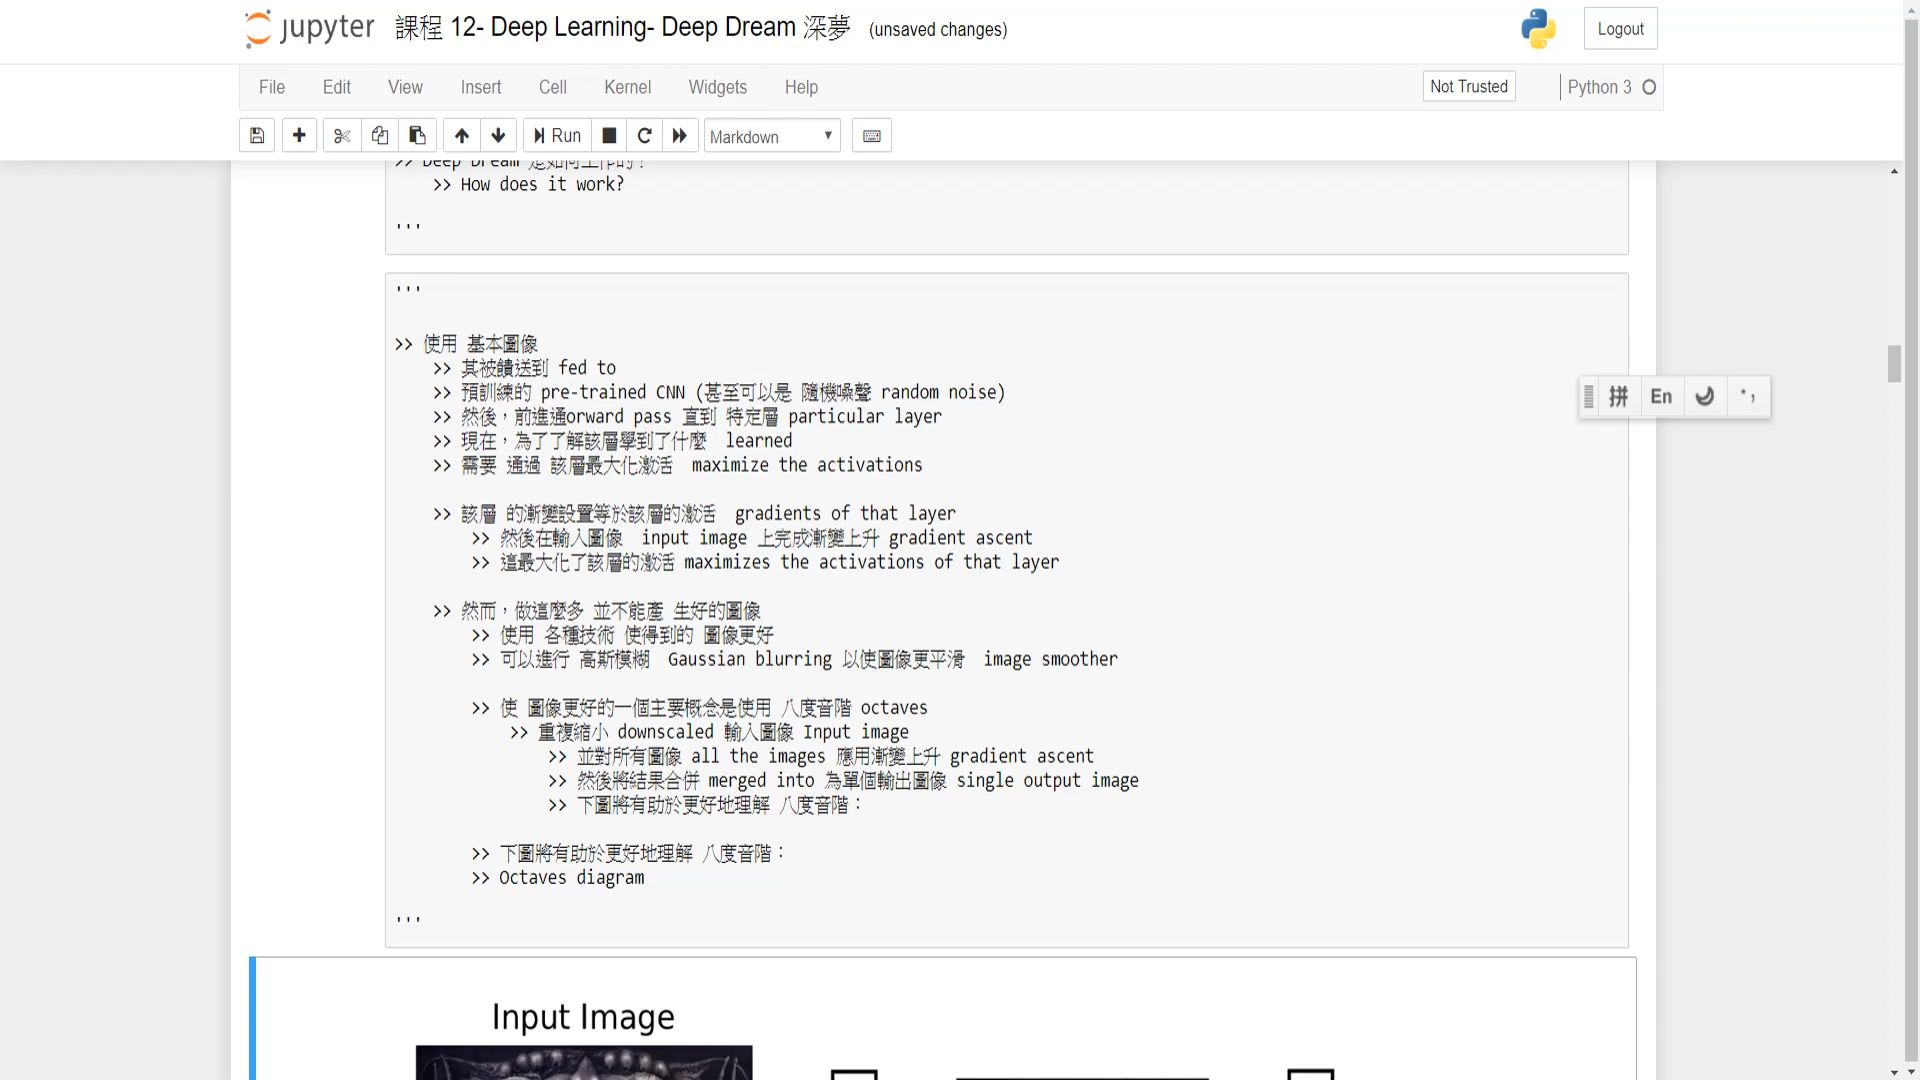 jupyter 課程 12- Deep Learning- Deep Dream 深夢 (unsaved changes)
Logout
File Edit View Insert Cell Kernel Widgets Help
Not Trusted
Python 3
Run
Markdown
>> Deep Dream 是如何工作的？
>> How does it work?
'''
'''
>> 使用 基本圖像
>> 其被饋送到 fed to
>> 預訓練的 pre-trained CNN (甚至可以是 隨機噪聲 random noise)
>> 然後，前進通orward pass 直到 特定層 particular layer
>> 現在，為了了解該層學到了什麼 learned
>> 需要 通過 該層最大化激活 maximize the activations
>> 該層 的漸變設置等於該層的激活 gradients of that layer
>> 然後在輸入圖像 input image 上完成漸變上升 gradient ascent
>> 這最大化了該層的激活 maximizes the activations of that layer
>> 然而，做這麼多 並不能產 生好的圖像
>> 使用 各種技術 使得到的 圖像更好
>> 可以進行 高斯模糊 Gaussian blurring 以使圖像更平滑 image smoother
>> 使 圖像更好的一個主要概念是使用 八度音階 octaves
>> 重複縮小 downscaled 輸入圖像 Input image
>> 並對所有圖像 all the images 應用漸變上升 gradient ascent
>> 然後將結果合併 merged into 為單個輸出圖像 single output image
>> 下圖將有助於更好地理解 八度音階：
>> 下圖將有助於更好地理解 八度音階：
>> Octaves diagram
'''
拼 En
Input Image